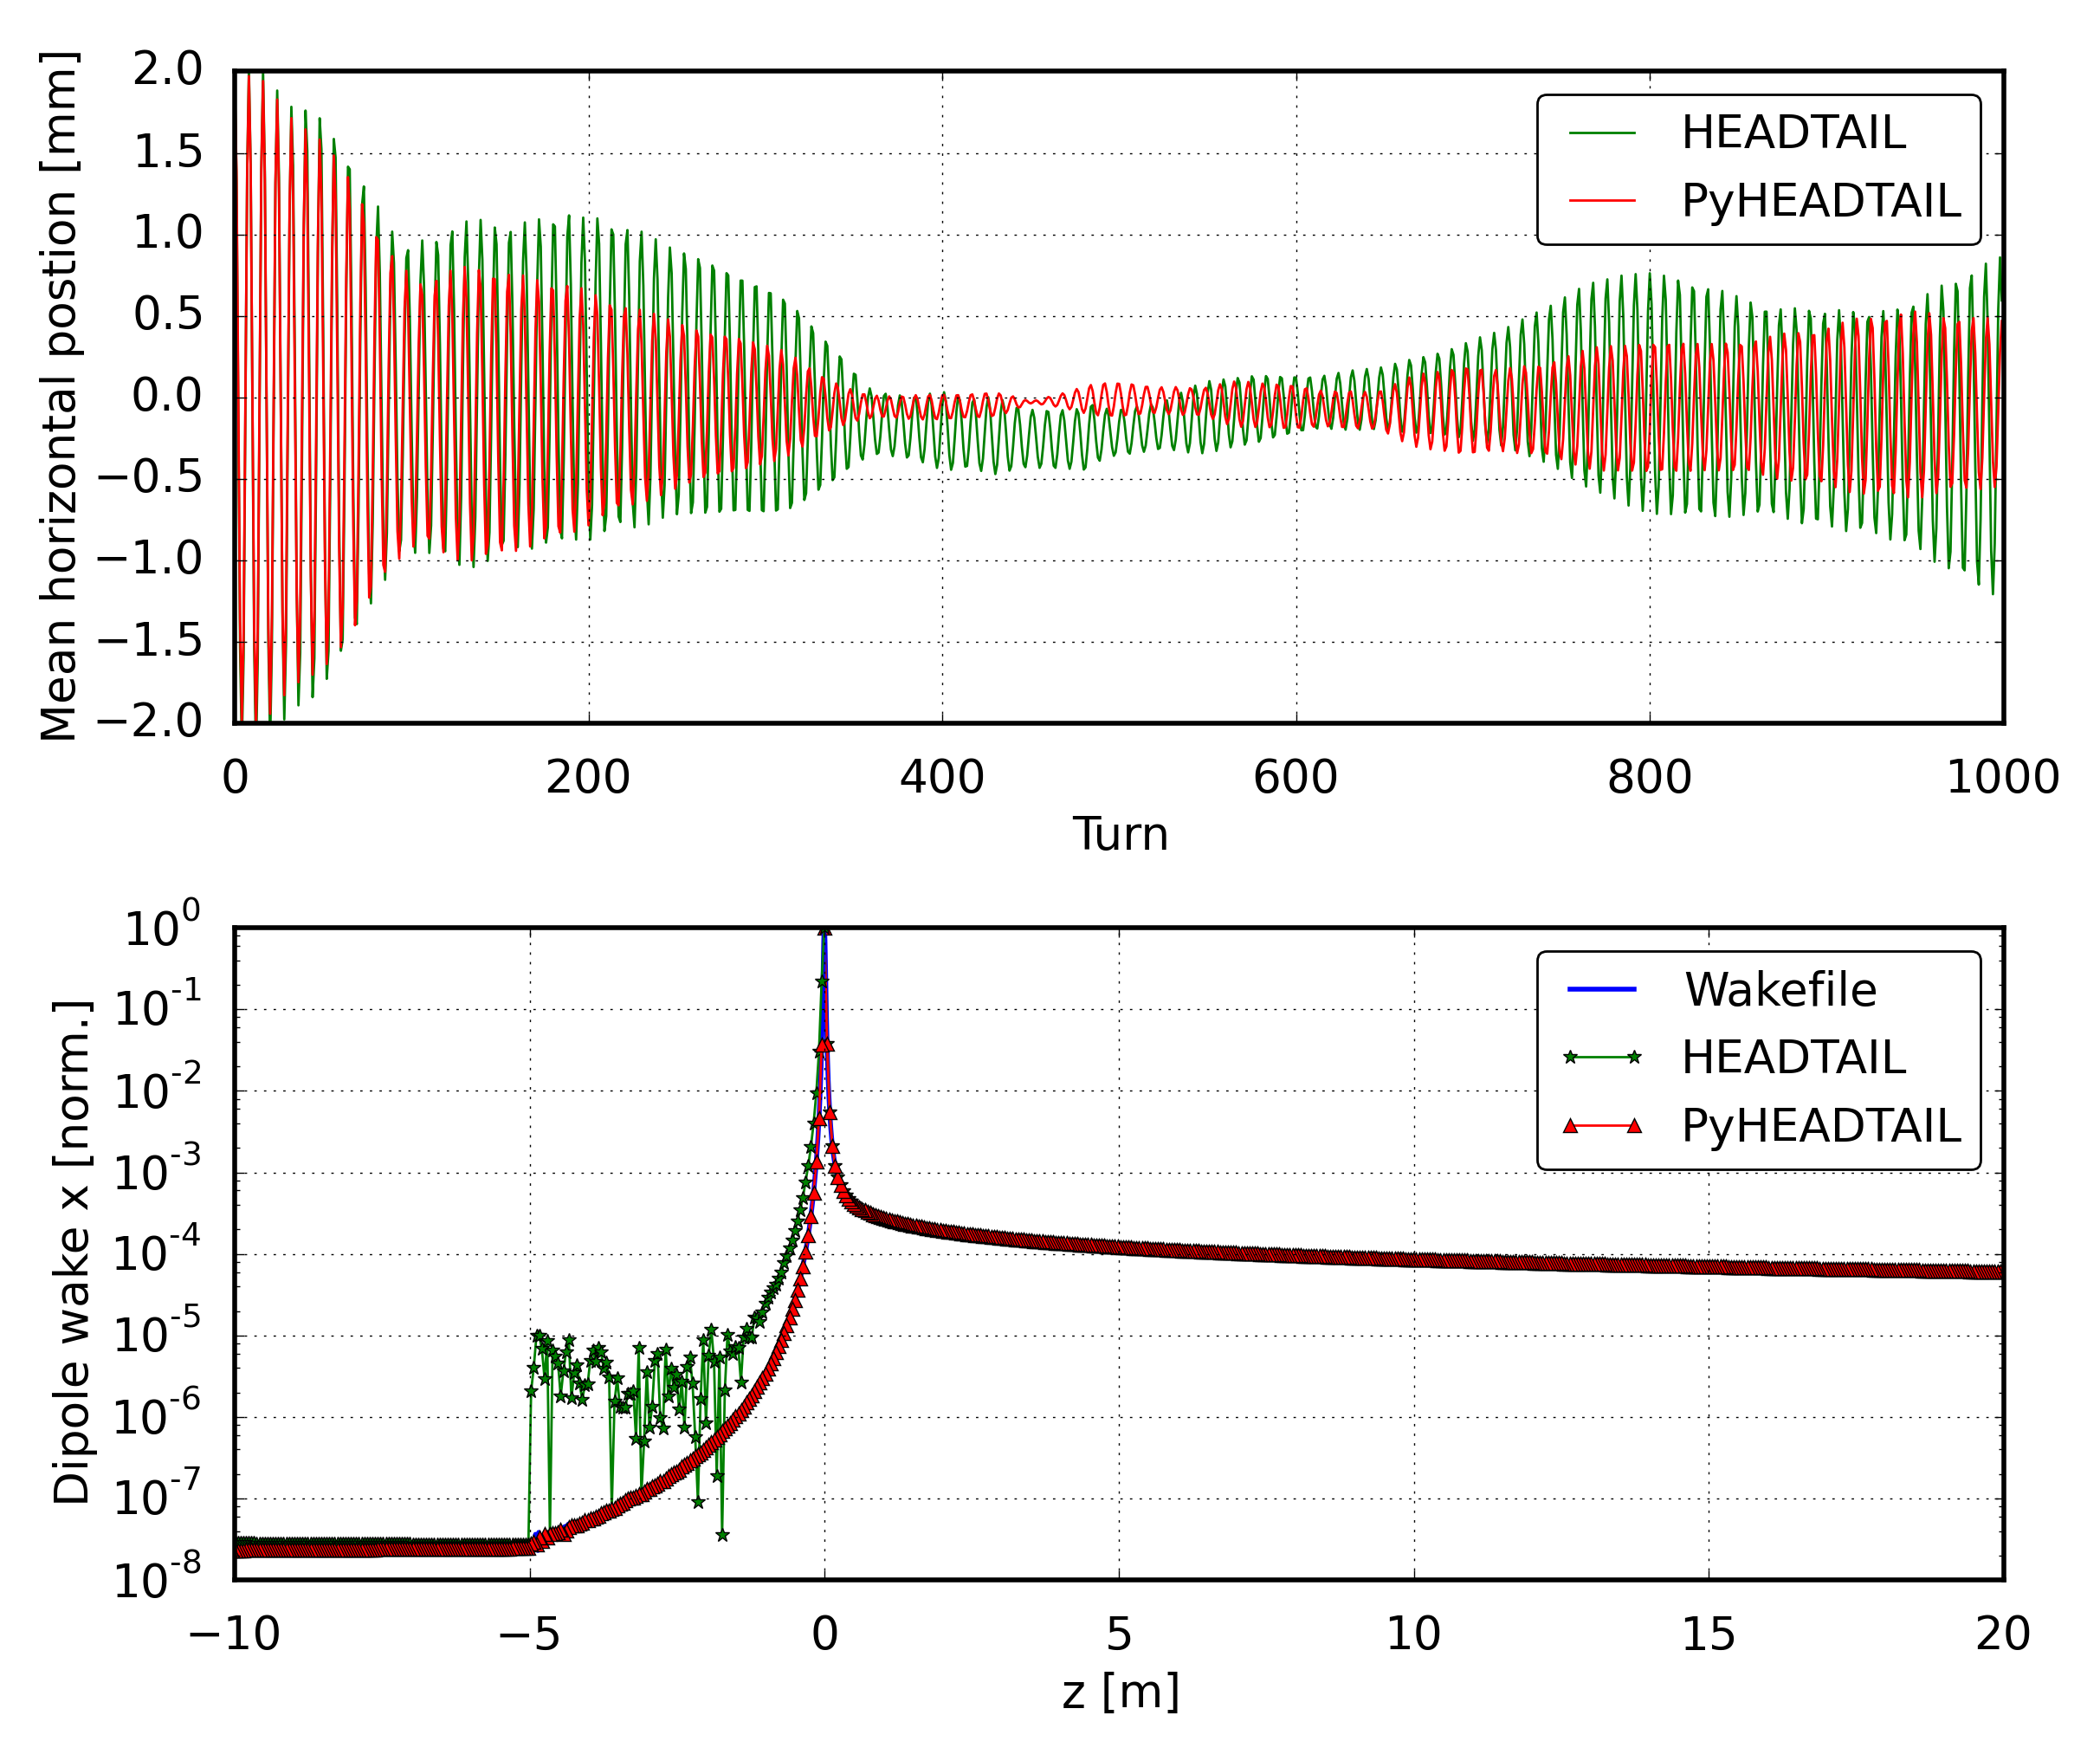 Mean horizontal postion [mm]
2.0
1.5
1.0
0.5
0.0
−0.5
−1.0
−1.5
−2.0
HEADTAIL
PyHEADTAIL
0 200 400 600 800 1000
Turn
Dipole wake x [norm.]
10^0
10^-1
10^-2
10^-3
10^-4
10^-5
10^-6
10^-7
10^-8
Wakefile
HEADTAIL
PyHEADTAIL
−10 −5 0 5 10 15 20
z [m]